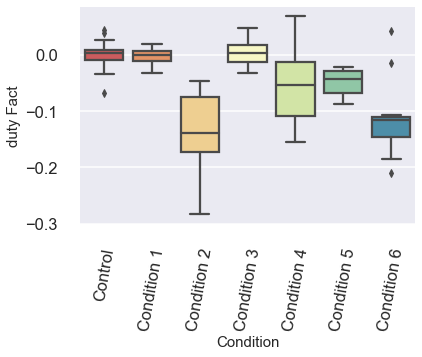 duty Fact
0.0
−0.1
−0.2
−0.3
Control
Condition 1
Condition 2
Condition 3
Condition 4
Condition 5
Condition 6
Condition